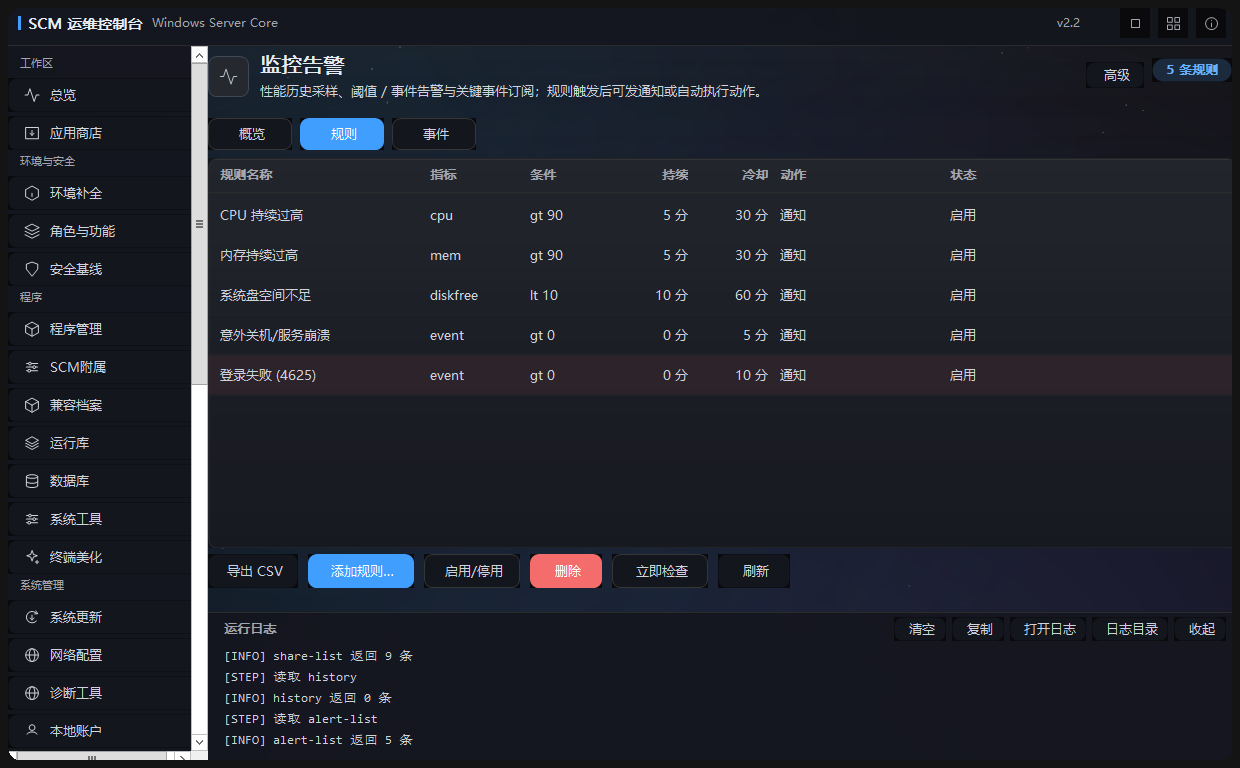 SCM 运维控制台 Windows Server Core v2.2
工作区
总览
应用商店
环境与安全
环境补全
角色与功能
安全基线
程序
程序管理
SCM附属
兼容档案
运行库
数据库
系统工具
终端美化
系统管理
系统更新
网络配置
诊断工具
本地账户
监控告警
性能历史采样、阈值 / 事件告警与关键事件订阅；规则触发后可发通知或自动执行动作。
高级 5 条规则
概览 规则 事件
规则名称 指标 条件 持续 冷却 动作 状态
CPU 持续过高 cpu gt 90 5 分 30 分 通知 启用
内存持续过高 mem gt 90 5 分 30 分 通知 启用
系统盘空间不足 diskfree lt 10 10 分 60 分 通知 启用
意外关机/服务崩溃 event gt 0 0 分 5 分 通知 启用
登录失败 (4625) event gt 0 0 分 10 分 通知 启用
导出 CSV 添加规则... 启用/停用 删除 立即检查 刷新
运行日志 清空 复制 打开日志 日志目录 收起
[INFO] share-list 返回 9 条
[STEP] 读取 history
[INFO] history 返回 0 条
[STEP] 读取 alert-list
[INFO] alert-list 返回 5 条